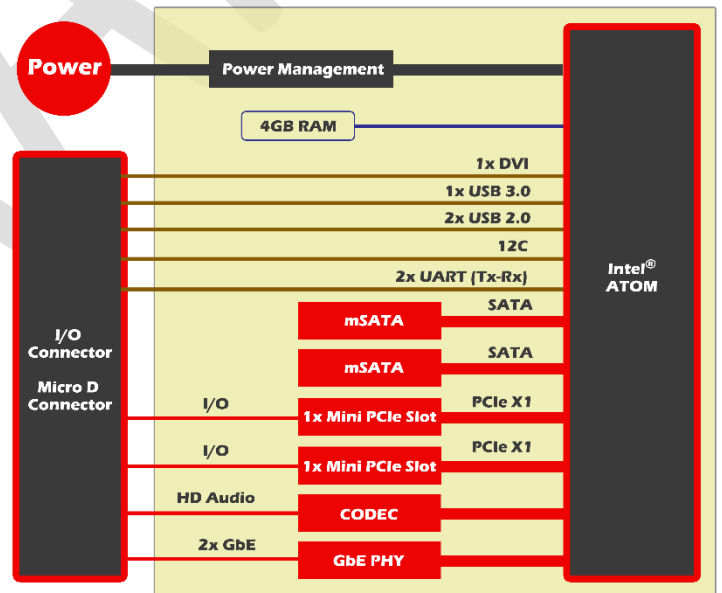 Power
Power Management
4GB RAM
1x DVI
1x USB 3.0
2x USB 2.0
12C
2x UART (Tx-Rx)
Intel®
ATOM
SATA
mSATA
SATA
mSATA
I/O
Connector
Micro D
Connector
I/O
1x Mini PCIe Slot
PCIe X1
I/O
1x Mini PCIe Slot
PCIe X1
HD Audio
CODEC
2x GbE
GbE PHY